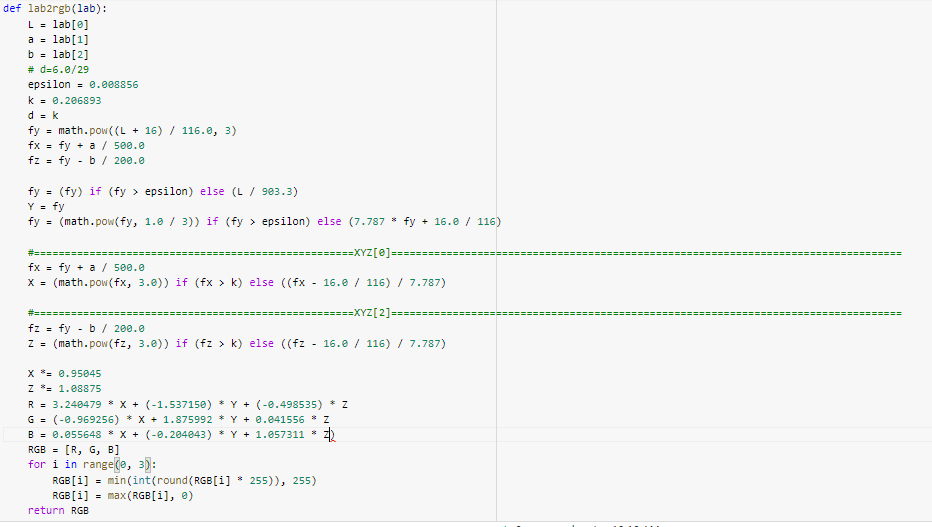 def lab2rgb(lab):
    L = lab[0]
    a = lab[1]
    b = lab[2]
    # d=6.0/29
    epsilon = 0.008856
    k = 0.206893
    d = k
    fy = math.pow((L + 16) / 116.0, 3)
    fx = fy + a / 500.0
    fz = fy - b / 200.0

    fy = (fy) if (fy > epsilon) else (L / 903.3)
    Y = fy
    fy = (math.pow(fy, 1.0 / 3)) if (fy > epsilon) else (7.787 * fy + 16.0 / 116)

    #====================================================XYZ[0]===================================================================================
    fx = fy + a / 500.0
    X = (math.pow(fx, 3.0)) if (fx > k) else ((fx - 16.0 / 116) / 7.787)

    #====================================================XYZ[2]===================================================================================
    fz = fy - b / 200.0
    Z = (math.pow(fz, 3.0)) if (fz > k) else ((fz - 16.0 / 116) / 7.787)

    X *= 0.95045
    Z *= 1.08875
    R = 3.240479 * X + (-1.537150) * Y + (-0.498535) * Z
    G = (-0.969256) * X + 1.875992 * Y + 0.041556 * Z
    B = 0.055648 * X + (-0.204043) * Y + 1.057311 * Z)
    RGB = [R, G, B]
    for i in range(0, 3):
        RGB[i] = min(int(round(RGB[i] * 255)), 255)
        RGB[i] = max(RGB[i], 0)
    return RGB